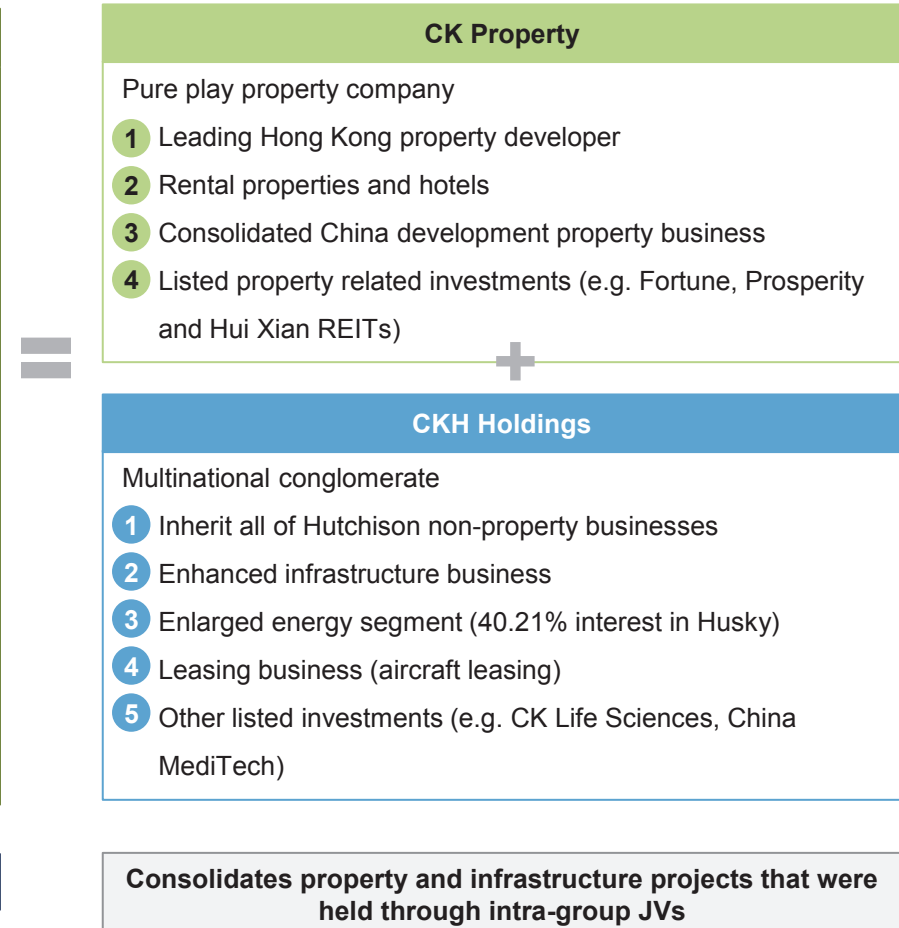 CK Property
Pure play property company
1 Leading Hong Kong property developer
2 Rental properties and hotels
3 Consolidated China development property business
4 Listed property related investments (e.g. Fortune, Prosperity
and Hui Xian REITs)
=
+
CKH Holdings
Multinational conglomerate
1 Inherit all of Hutchison non-property businesses
2 Enhanced infrastructure business
3 Enlarged energy segment (40.21% interest in Husky)
4 Leasing business (aircraft leasing)
5 Other listed investments (e.g. CK Life Sciences, China
MediTech)
Consolidates property and infrastructure projects that were
held through intra-group JVs